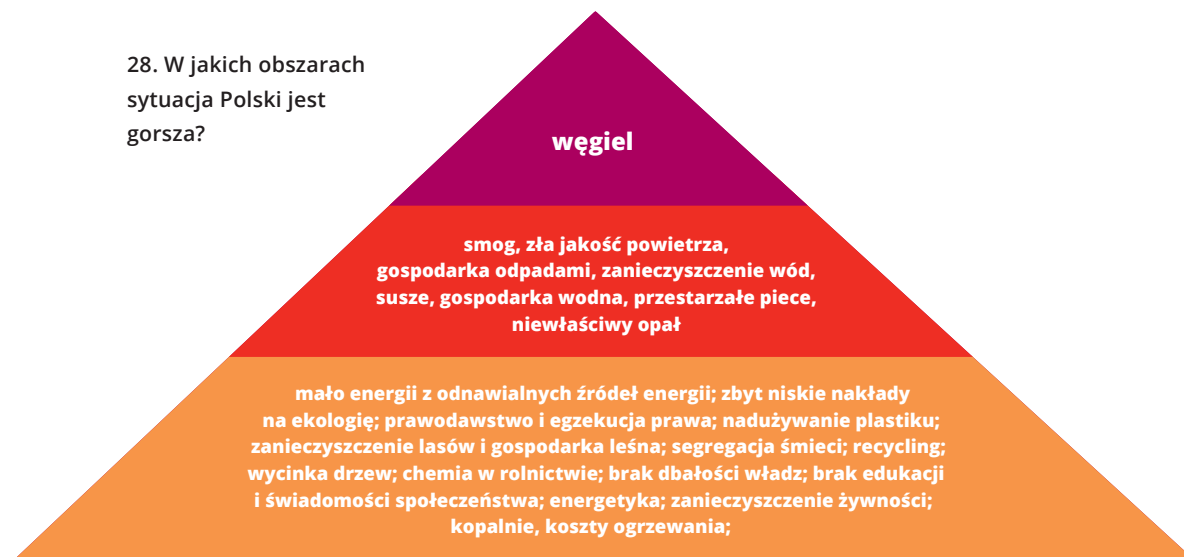 28. W jakich obszarach
sytuacja Polski jest
gorsza?
węgiel
smog, zła jakość powietrza,
gospodarka odpadami, zanieczyszczenie wód,
susze, gospodarka wodna, przestarzałe piece,
niewłaściwy opał
mało energii z odnawialnych źródeł energii; zbyt niskie nakłady
na ekologię; prawodawstwo i egzekucja prawa; nadużywanie plastiku;
zanieczyszczenie lasów i gospodarka leśna; segregacja śmieci; recycling;
wycinka drzew; chemia w rolnictwie; brak dbałości władz; brak edukacji
i świadomości społeczeństwa; energetyka; zanieczyszczenie żywności;
kopalnie, koszty ogrzewania;